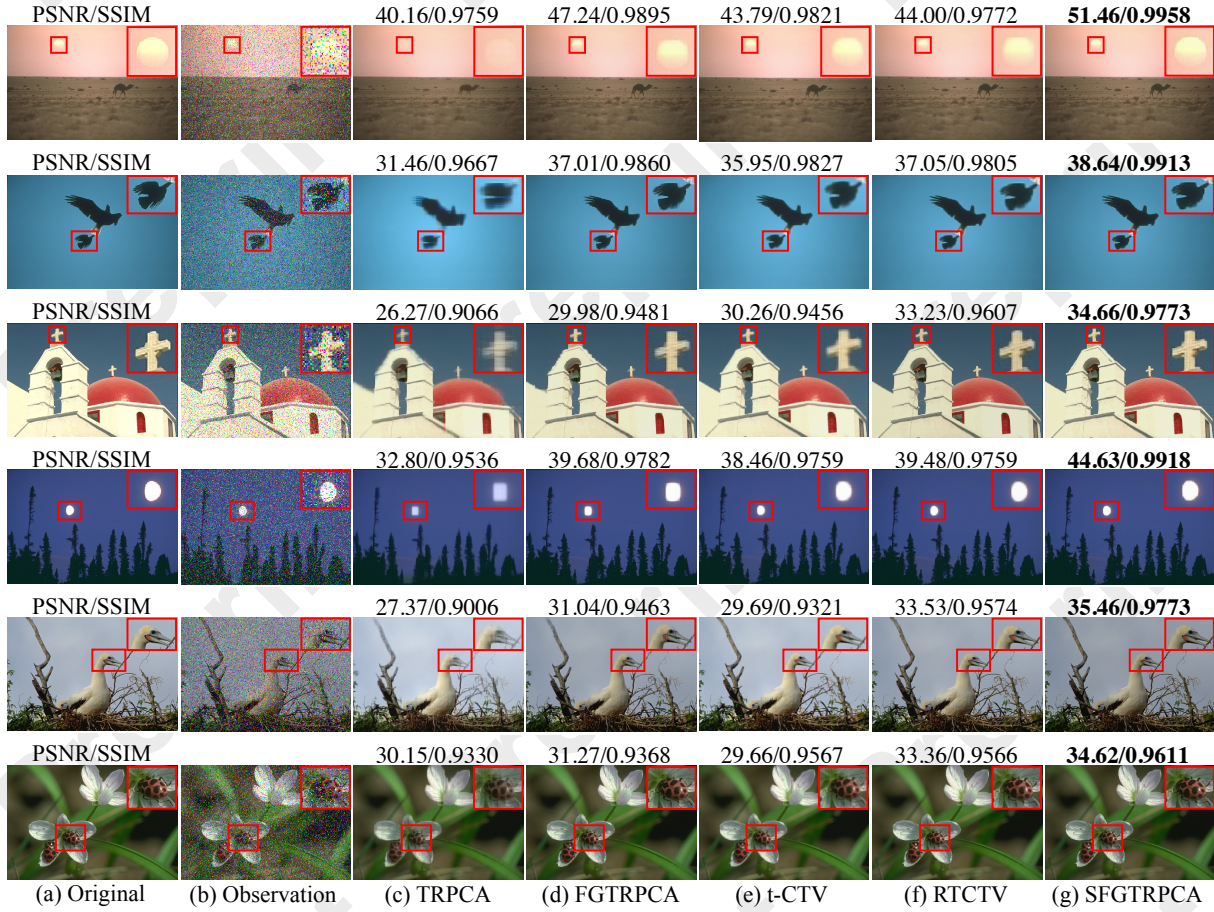 PSNR/SSIM 40.16/0.9759 47.24/0.9895 43.79/0.9821 44.00/0.9772 51.46/0.9958
PSNR/SSIM 31.46/0.9667 37.01/0.9860 35.95/0.9827 37.05/0.9805 38.64/0.9913
PSNR/SSIM 26.27/0.9066 29.98/0.9481 30.26/0.9456 33.23/0.9607 34.66/0.9773
PSNR/SSIM 32.80/0.9536 39.68/0.9782 38.46/0.9759 39.48/0.9759 44.63/0.9918
PSNR/SSIM 27.37/0.9006 31.04/0.9463 29.69/0.9321 33.53/0.9574 35.46/0.9773
PSNR/SSIM 30.15/0.9330 31.27/0.9368 29.66/0.9567 33.36/0.9566 34.62/0.9611
(a) Original (b) Observation (c) TRPCA (d) FGTRPCA (e) t-CTV (f) RTCTV (g) SFGTRPCA